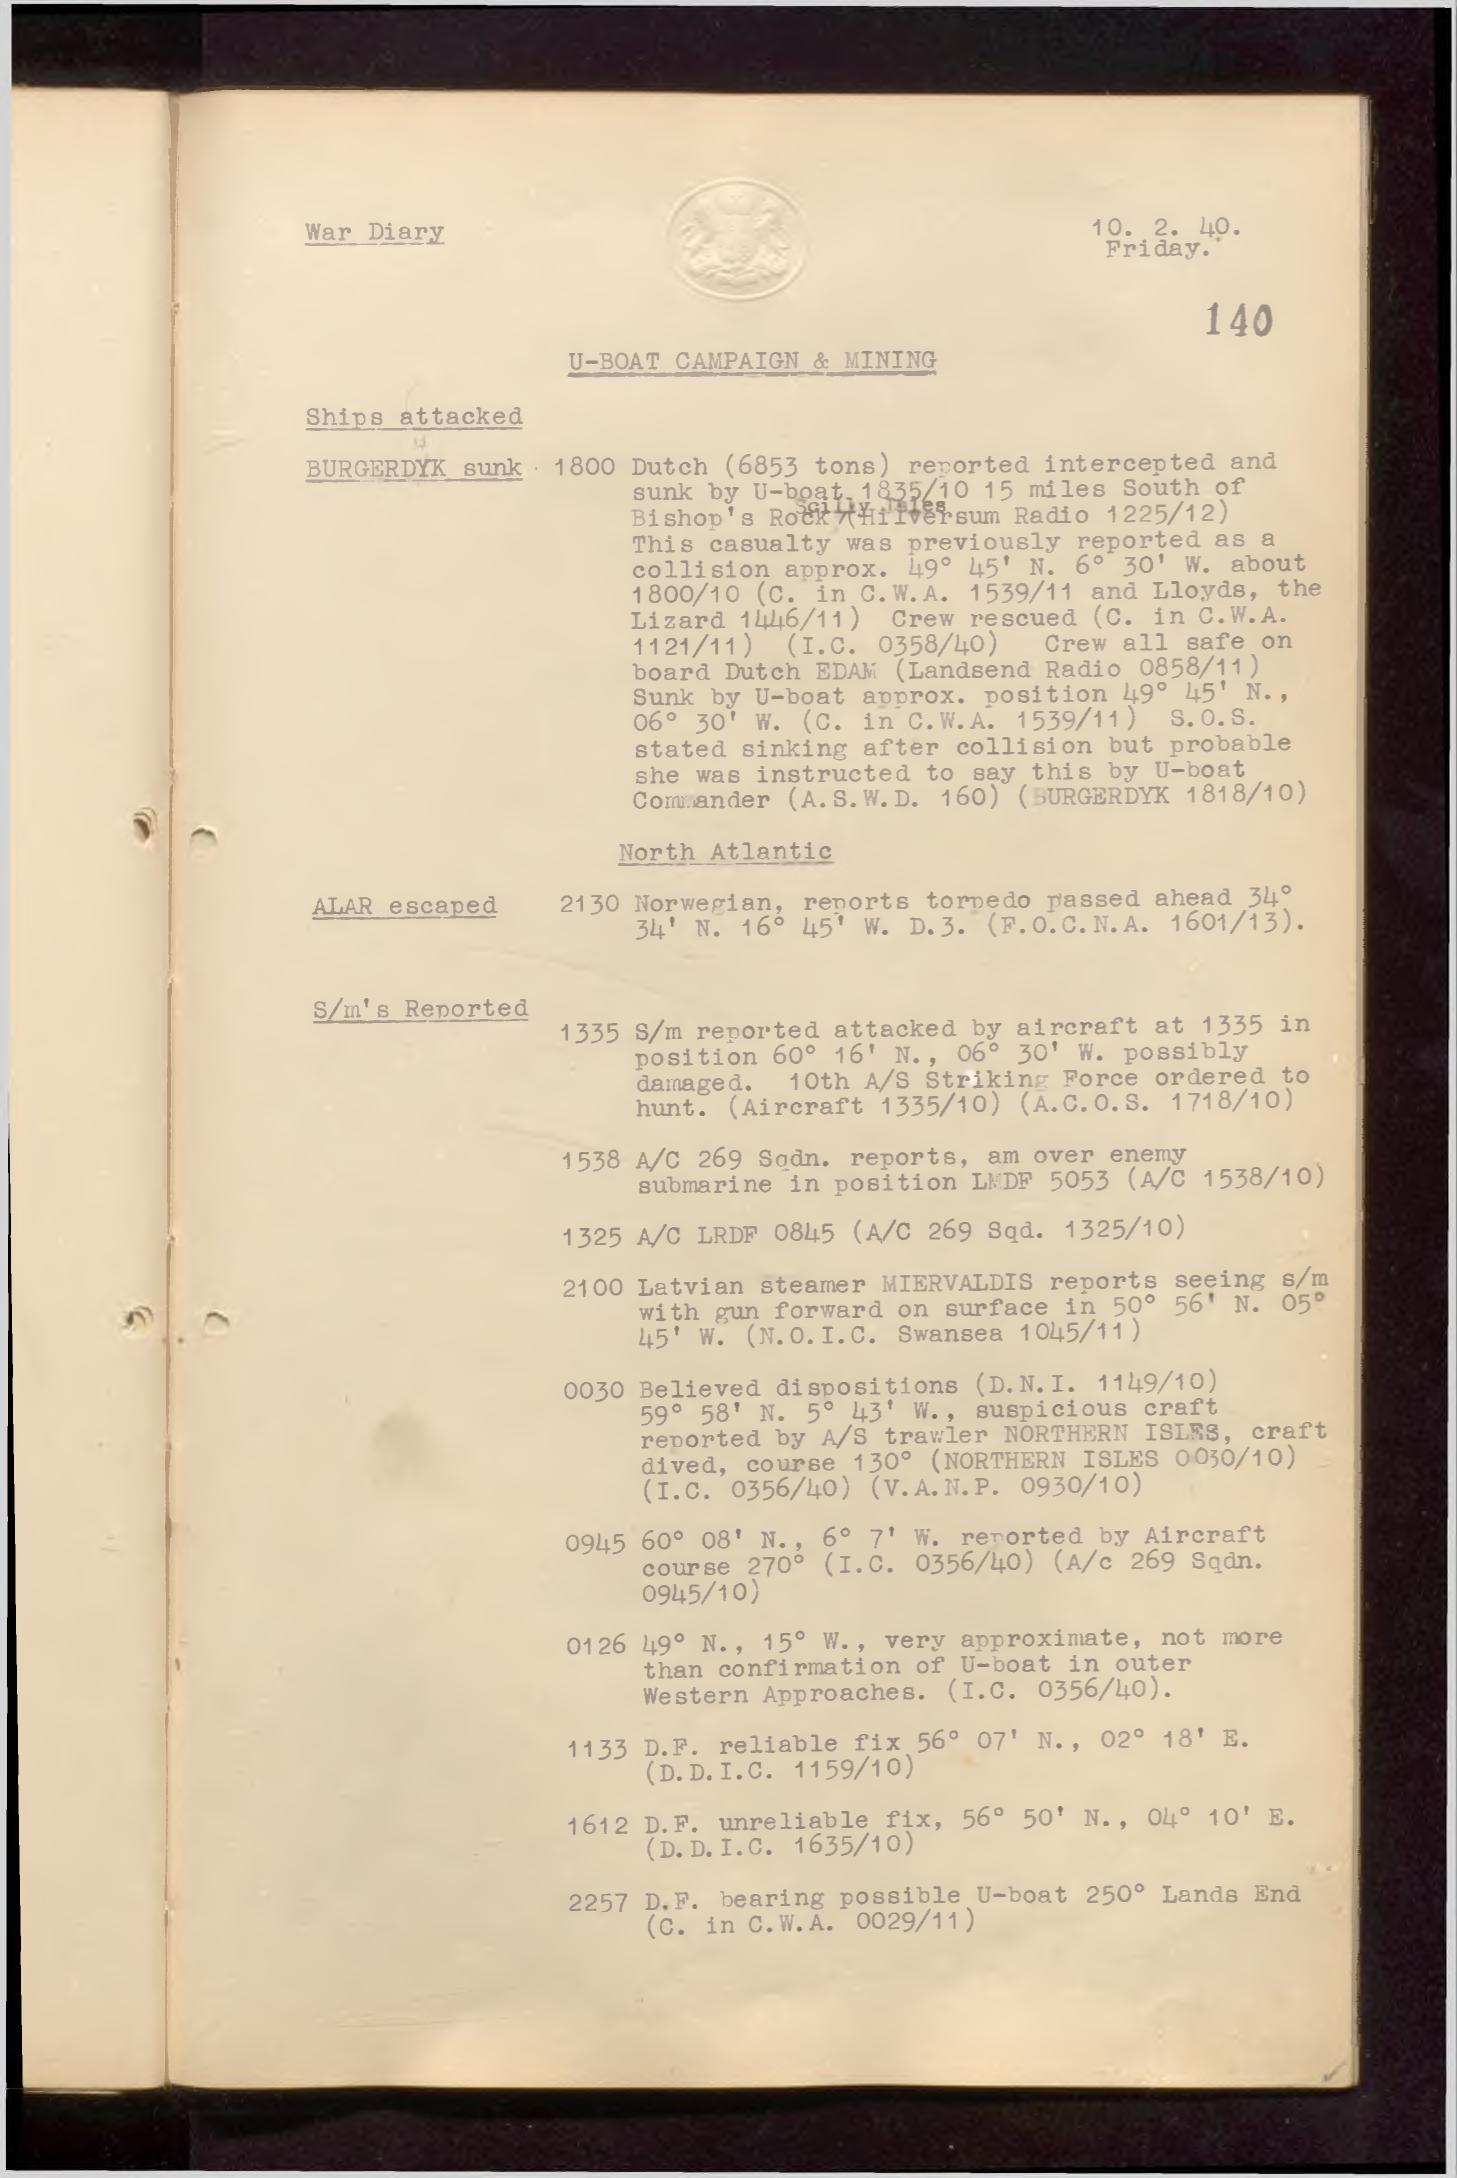 War Diary
10. 2. 40.
Friday.
140
U-BOAT CAMPAIGN & MINING
Ships attacked
BURGERDYK sunk 1800 Dutch (6853 tons) reported intercepted and
sunk by U-boat 1835/10 15 miles South of
Scilly Isles
Bishop's Rock /(Hilversum Radio 1225/12)
This casualty was previously reported as a
collision approx. 49° 45' N. 6° 30' W. about
1800/10 (C. in C.W.A. 1539/11 and Lloyds, the
Lizard 1446/11) Crew rescued (C. in C.W.A.
1121/11) (I.C. 0358/40) Crew all safe on
board Dutch EDAM (Landsend Radio 0858/11)
Sunk by U-boat approx. position 49° 45' N.,
06° 30' W. (C. in C.W.A. 1539/11) S.O.S.
stated sinking after collision but probable
she was instructed to say this by U-boat
Commander (A.S.W.D. 160) (BURGERDYK 1818/10)
North Atlantic
ALAR escaped 2130 Norwegian, reports torpedo passed ahead 34°
34' N. 16° 45' W. D.3. (F.O.C.N.A. 1601/13).
S/m's Reported
1335 S/m reported attacked by aircraft at 1335 in
position 60° 16' N., 06° 30' W. possibly
damaged. 10th A/S Striking Force ordered to
hunt. (Aircraft 1335/10) (A.C.O.S. 1718/10)
1538 A/C 269 Sqdn. reports, am over enemy
submarine in position LMDF 5053 (A/C 1538/10)
1325 A/C LRDF 0845 (A/C 269 Sqd. 1325/10)
2100 Latvian steamer MIERVALDIS reports seeing s/m
with gun forward on surface in 50° 56' N. 05°
45' W. (N.O.I.C. Swansea 1045/11)
0030 Believed dispositions (D.N.I. 1149/10)
59° 58' N. 5° 43' W., suspicious craft
reported by A/S trawler NORTHERN ISLES, craft
dived, course 130° (NORTHERN ISLES 0030/10)
(I.C. 0356/40) (V.A.N.P. 0930/10)
0945 60° 08' N., 6° 7' W. reported by Aircraft
course 270° (I.C. 0356/40) (A/c 269 Sqdn.
0945/10)
0126 49° N., 15° W., very approximate, not more
than confirmation of U-boat in outer
Western Approaches. (I.C. 0356/40).
1133 D.F. reliable fix 56° 07' N., 02° 18' E.
(D.D.I.C. 1159/10)
1612 D.F. unreliable fix, 56° 50' N., 04° 10' E.
(D.D.I.C. 1635/10)
2257 D.F. bearing possible U-boat 250° Lands End
(C. in C.W.A. 0029/11)